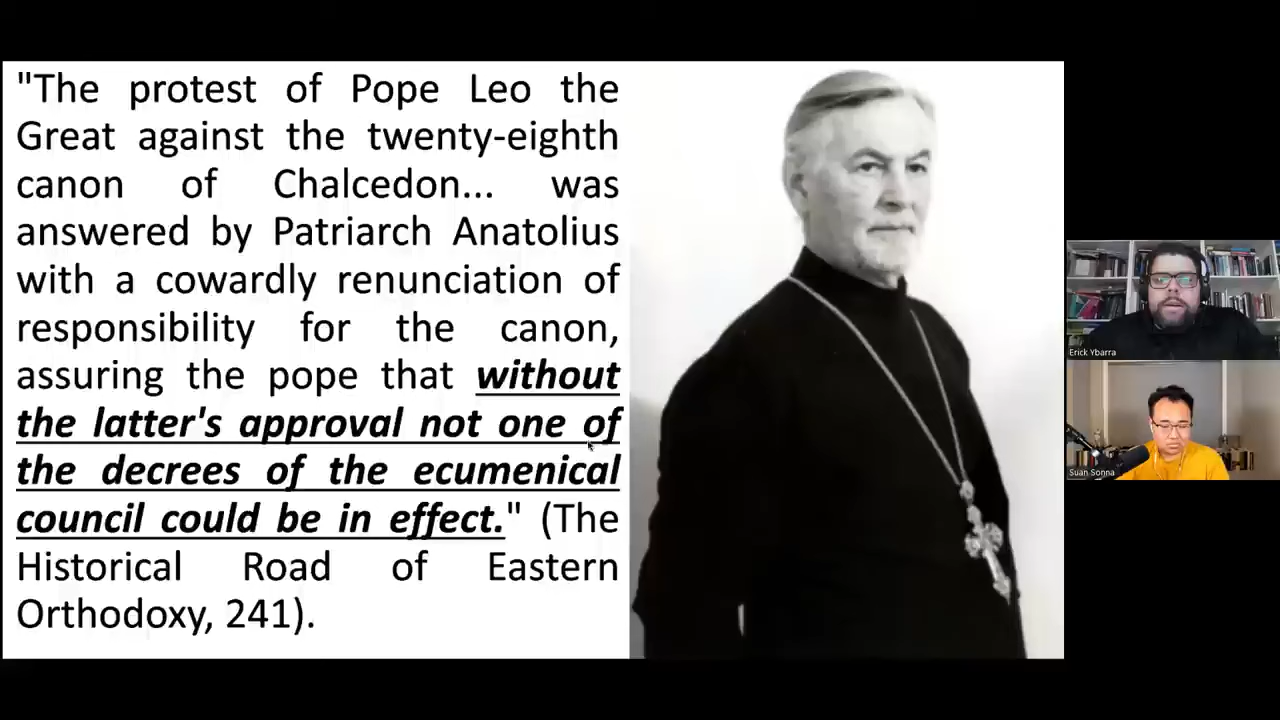 "The protest of Pope Leo the
Great against the twenty-eighth
canon of Chalcedon... was
answered by Patriarch Anatolius
with a cowardly renunciation of
responsibility for the canon,
assuring the pope that without
the latter's approval not one of
the decrees of the ecumenical
council could be in effect." (The
Historical Road of Eastern
Orthodoxy, 241).
Erick Ybarra
Suan Sonna